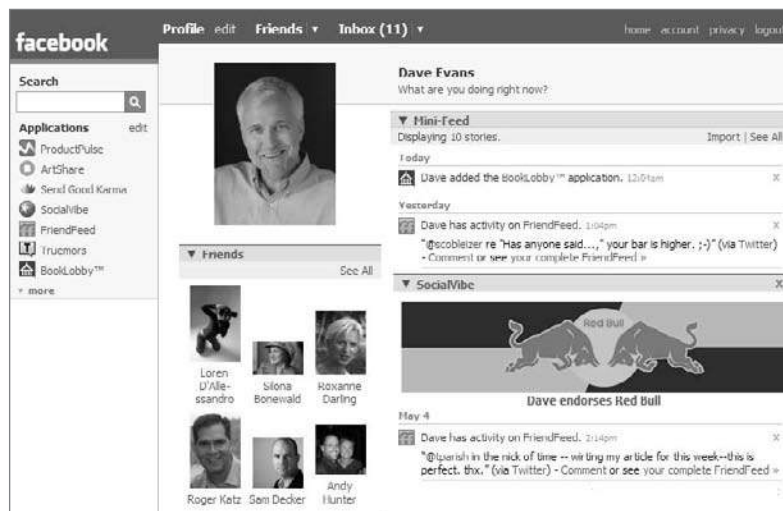 facebook
Profile edit Friends ▼ Inbox (11) ▼
home account privacy logout
Search
Applications edit
ProductPulse
ArtShare
Send Good Karma
SocialVibe
FriendFeed
Truemors
BookLobby™
▼ more
▼ Friends
See All
Loren
D'Alle-
ssandro
Silona
Bonewald
Roxanne
Darling
Roger Katz
Sam Decker
Andy
Hunter
Dave Evans
What are you doing right now?
▼ Mini-Feed
Displaying 10 stories. Import | See All
Today
Dave added the BookLobby™ application. 12:04am x
Yesterday
Dave has activity on FriendFeed. 1:04pm x
"@scobleizer re "Has anyone said...," your bar is higher. ;-)" (via Twitter)
- Comment or see your complete FriendFeed »
▼ SocialVibe x
Red Bull
Dave endorses Red Bull
May 4
Dave has activity on FriendFeed. 2:14pm x
"@tparish in the nick of time -- wirting my article for this week--this is
perfect. thx." (via Twitter) - Comment or see your complete FriendFeed »